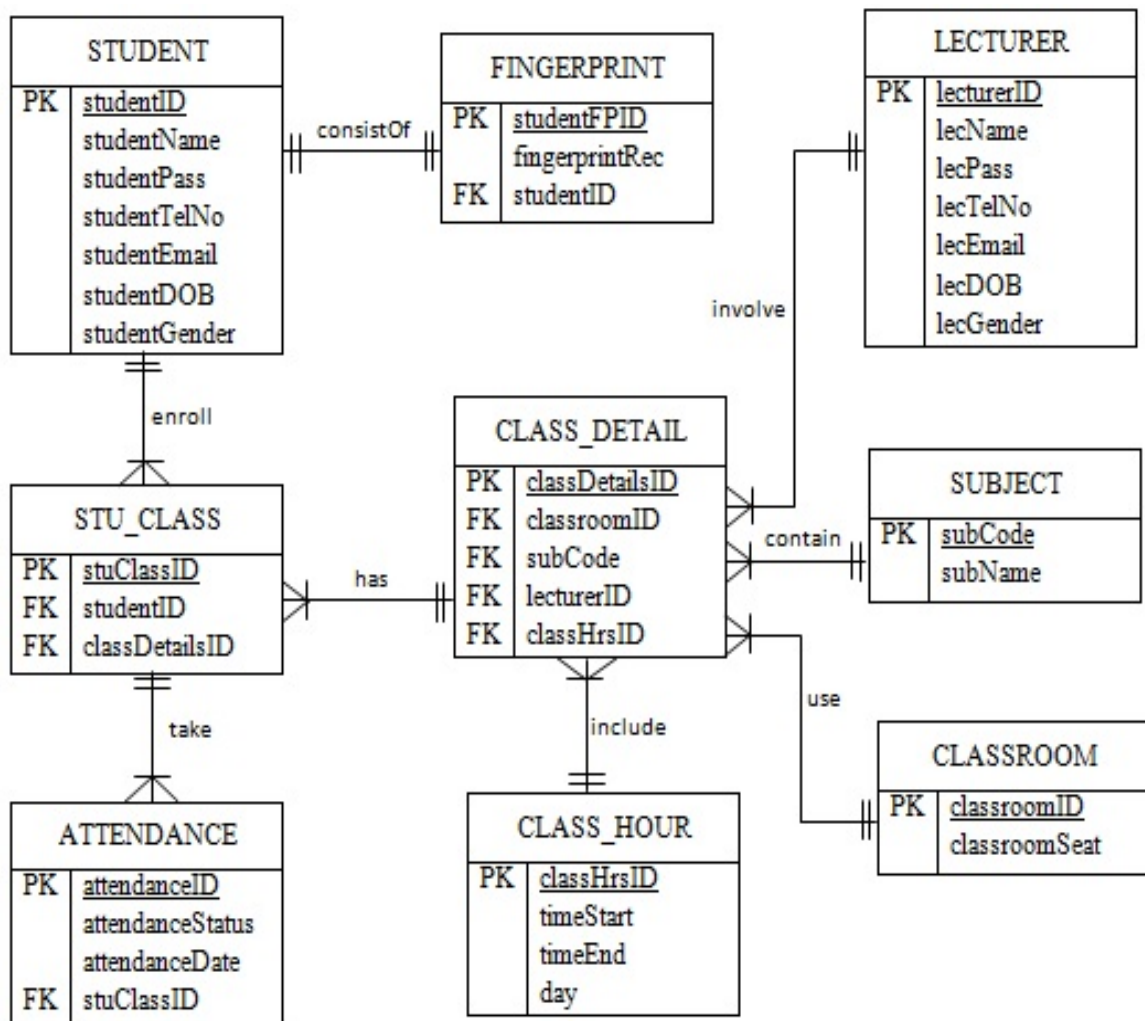 STUDENT
PK studentID
studentName
studentPass
studentTelNo
studentEmail
studentDOB
studentGender
consistOf
FINGERPRINT
PK studentFPID
fingerprintRec
FK studentID
LECTURER
PK lecturerID
lecName
lecPass
lecTelNo
lecEmail
lecDOB
lecGender
involve
enroll
STU_CLASS
PK stuClassID
FK studentID
FK classDetailsID
has
CLASS_DETAIL
PK classDetailsID
FK classroomID
FK subCode
FK lecturerID
FK classHrsID
contain
SUBJECT
PK subCode
subName
take
include
use
ATTENDANCE
PK attendanceID
attendanceStatus
attendanceDate
FK stuClassID
CLASS_HOUR
PK classHrsID
timeStart
timeEnd
day
CLASSROOM
PK classroomID
classroomSeat